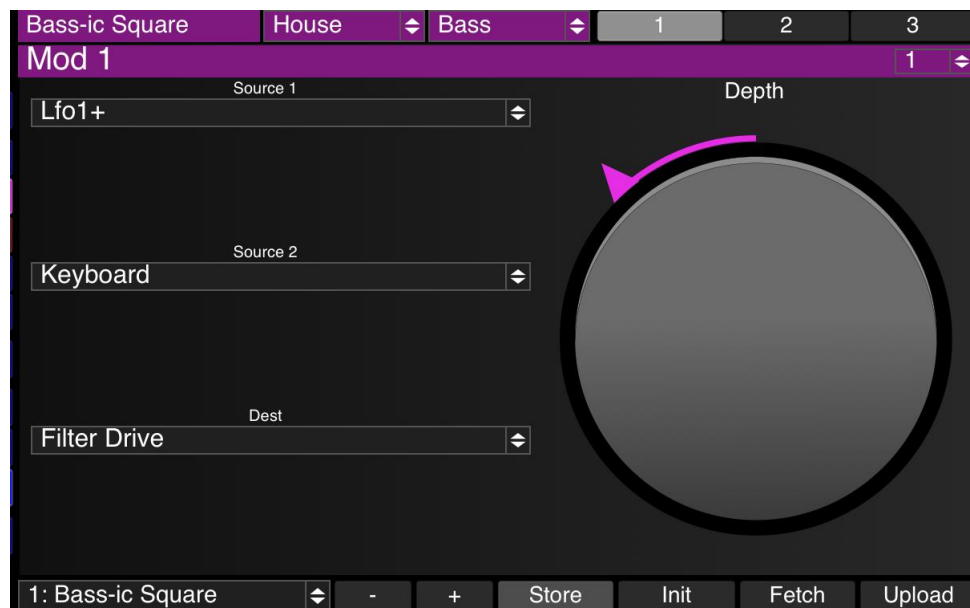 Bass-ic Square House Bass 1 2 3
Mod 1 1
Source 1 Depth
Lfo1+
Source 2
Keyboard
Dest
Filter Drive
1: Bass-ic Square - + Store Init Fetch Upload